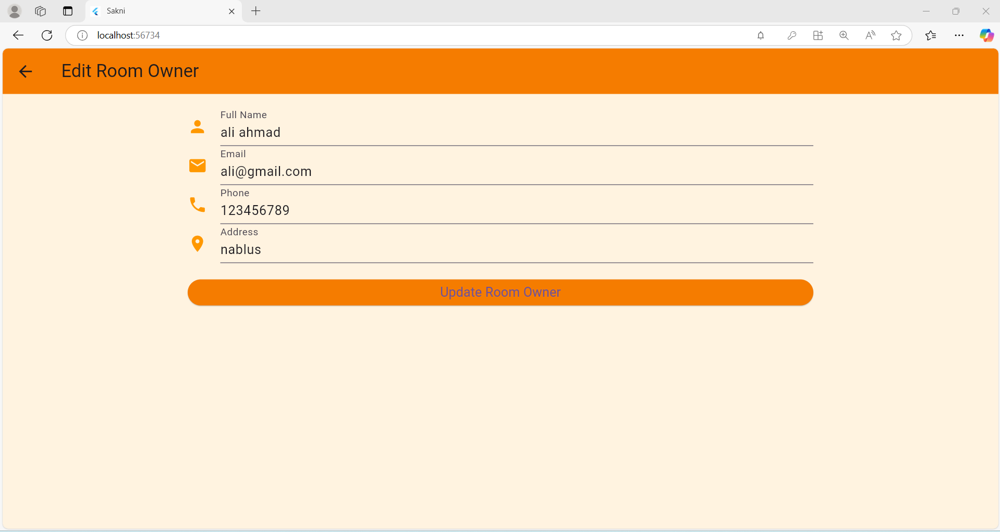 Sakni
localhost:56734
Edit Room Owner
Full Name
ali ahmad
Email
ali@gmail.com
Phone
123456789
Address
nablus
Update Room Owner